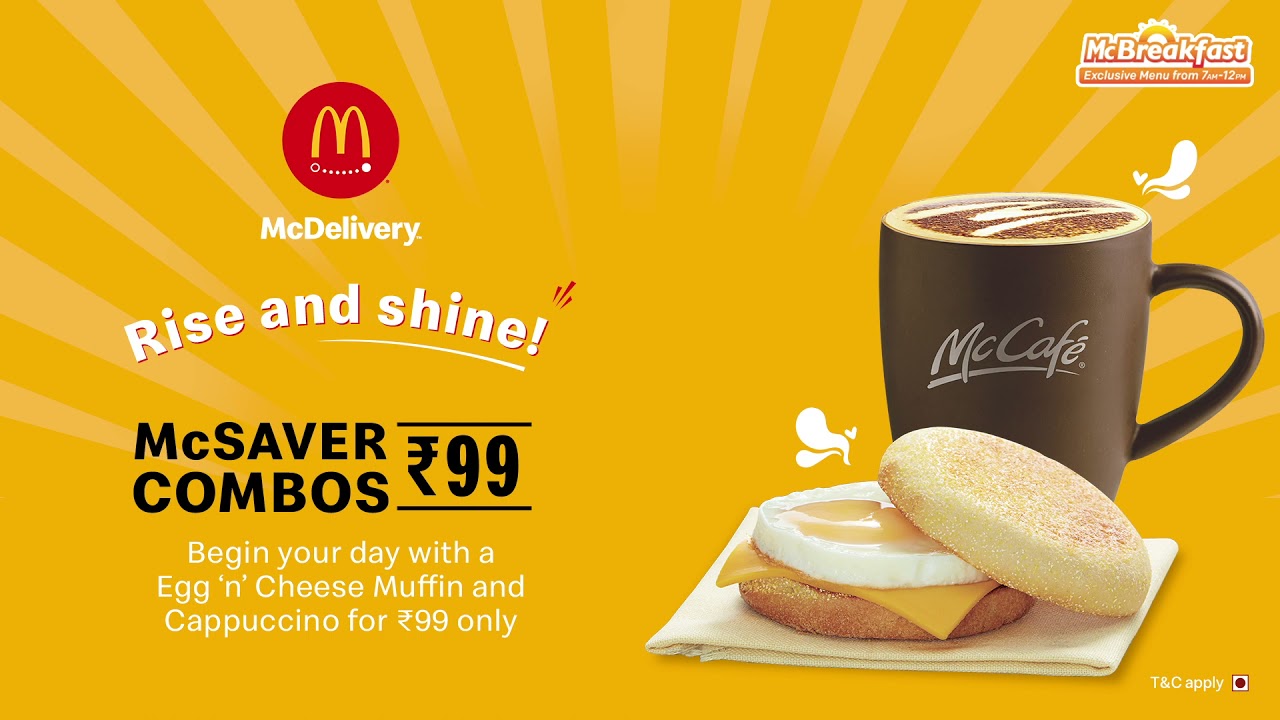 McBreakfast
Exclusive Menu from 7AM-12PM
McDelivery™
Rise and shine!
McSAVER
COMBOS ₹99
Begin your day with a
Egg ‘n’ Cheese Muffin and
Cappuccino for ₹99 only
McCafé®
T&C apply